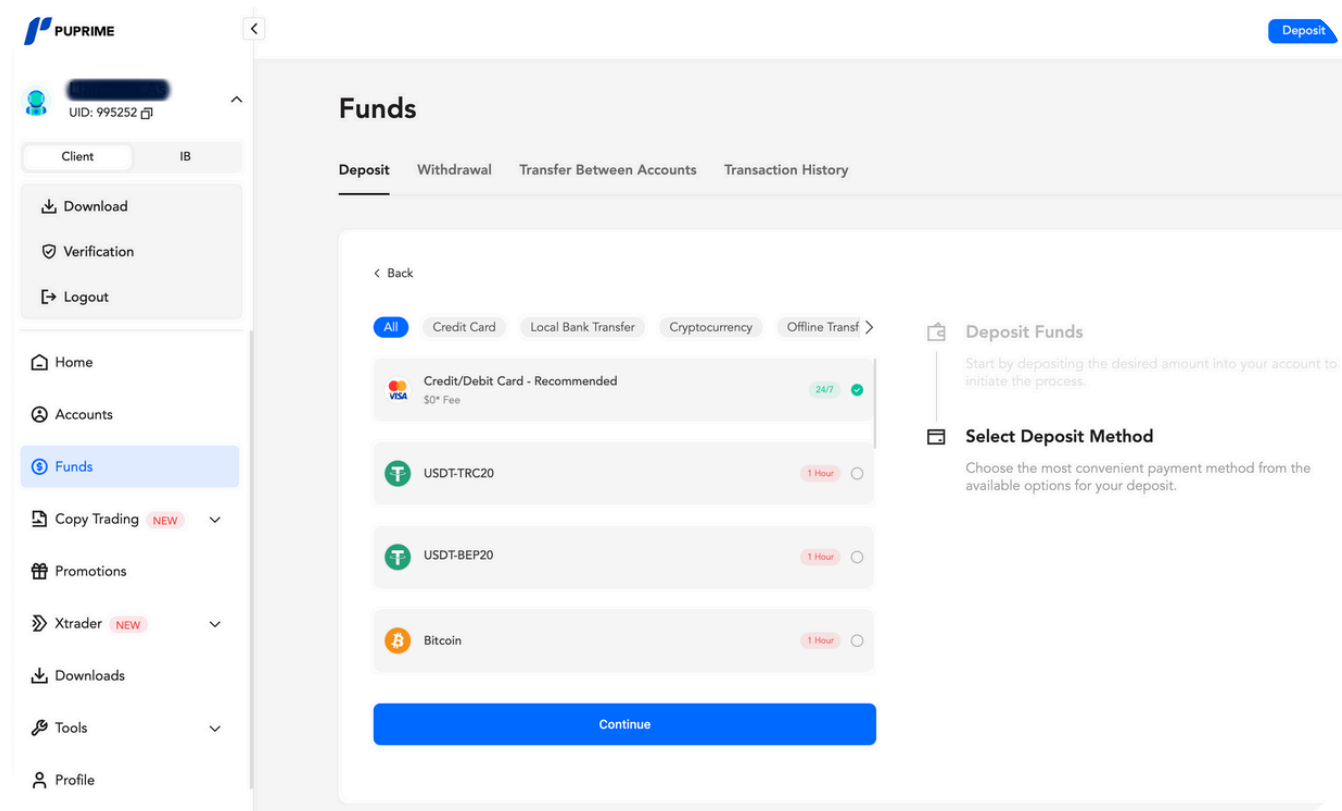 PUPRIME
Deposit
UID: 995252
Client
IB
Download
Verification
Logout
Home
Accounts
Funds
Copy Trading NEW
Promotions
Xtrader NEW
Downloads
Tools
Profile
Funds
Deposit
Withdrawal
Transfer Between Accounts
Transaction History
Back
All
Credit Card
Local Bank Transfer
Cryptocurrency
Offline Transf
VISA
Credit/Debit Card - Recommended
$0* Fee
24/7
USDT-TRC20
1 Hour
USDT-BEP20
1 Hour
Bitcoin
1 Hour
Continue
Deposit Funds
Start by depositing the desired amount into your account to
initiate the process.
Select Deposit Method
Choose the most convenient payment method from the
available options for your deposit.